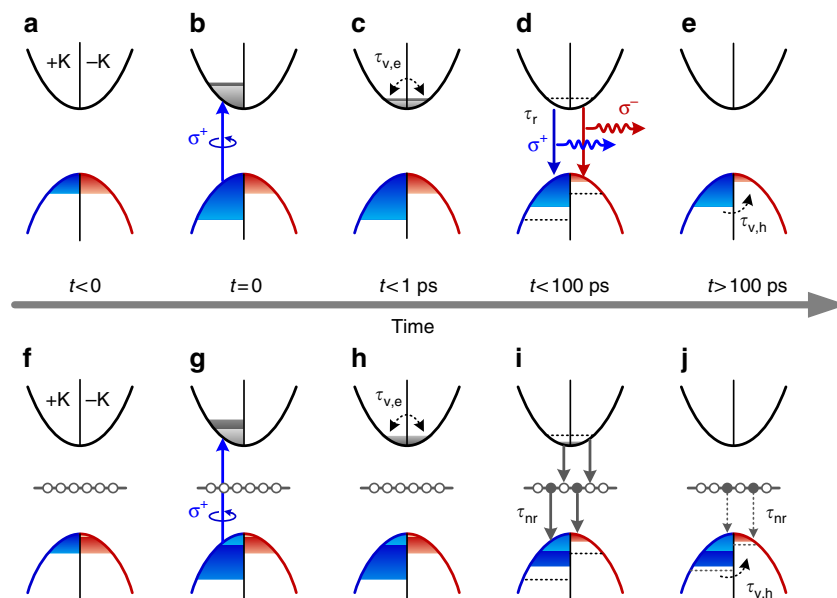 a b c d e
+K −K
τv,e
τr
σ+
σ−
σ+
τv,h
t<0 t=0 t<1 ps t<100 ps t>100 ps
Time
f g h i j
+K −K
τv,e
σ+
τnr
τnr
τv,h